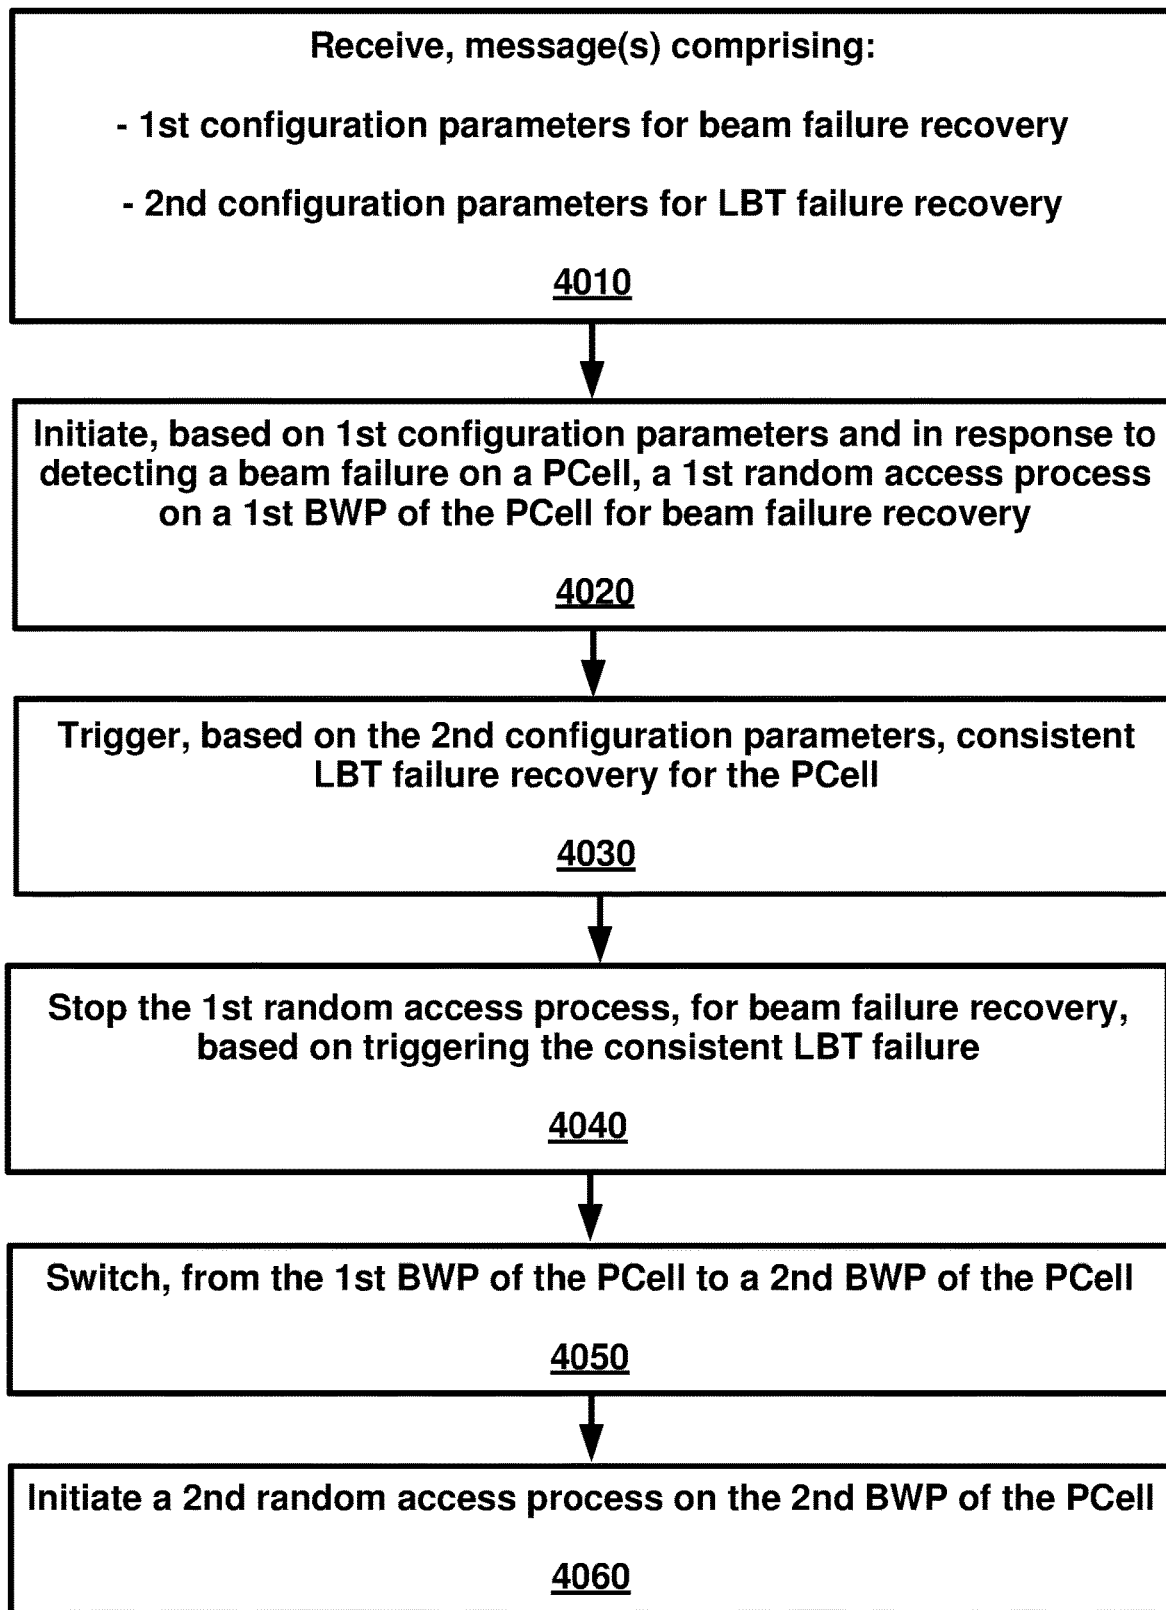 Receive, message(s) comprising:
- 1st configuration parameters for beam failure recovery
- 2nd configuration parameters for LBT failure recovery
4010
Initiate, based on 1st configuration parameters and in response to
detecting a beam failure on a PCell, a 1st random access process
on a 1st BWP of the PCell for beam failure recovery
4020
Trigger, based on the 2nd configuration parameters, consistent
LBT failure recovery for the PCell
4030
Stop the 1st random access process, for beam failure recovery,
based on triggering the consistent LBT failure
4040
Switch, from the 1st BWP of the PCell to a 2nd BWP of the PCell
4050
Initiate a 2nd random access process on the 2nd BWP of the PCell
4060